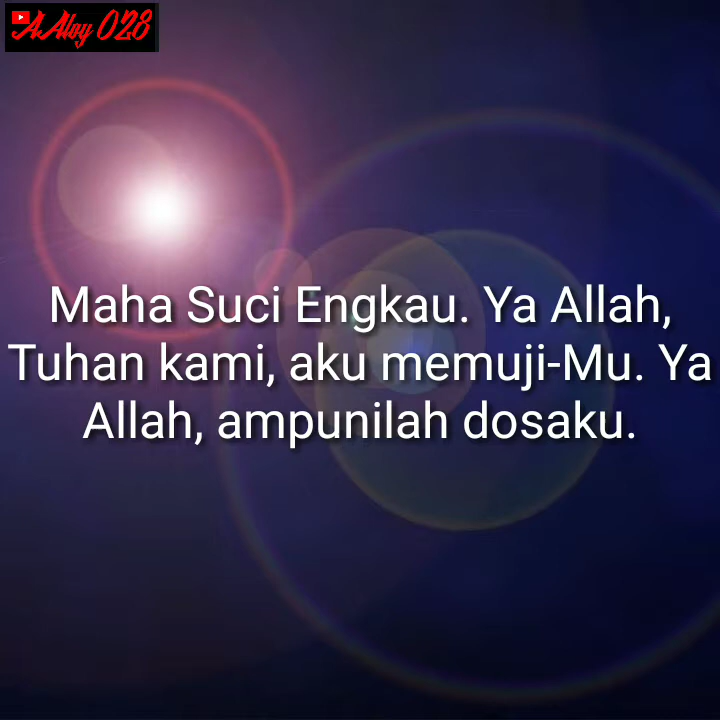 AAloy 028
Maha Suci Engkau. Ya Allah,
Tuhan kami, aku memuji-Mu. Ya
Allah, ampunilah dosaku.